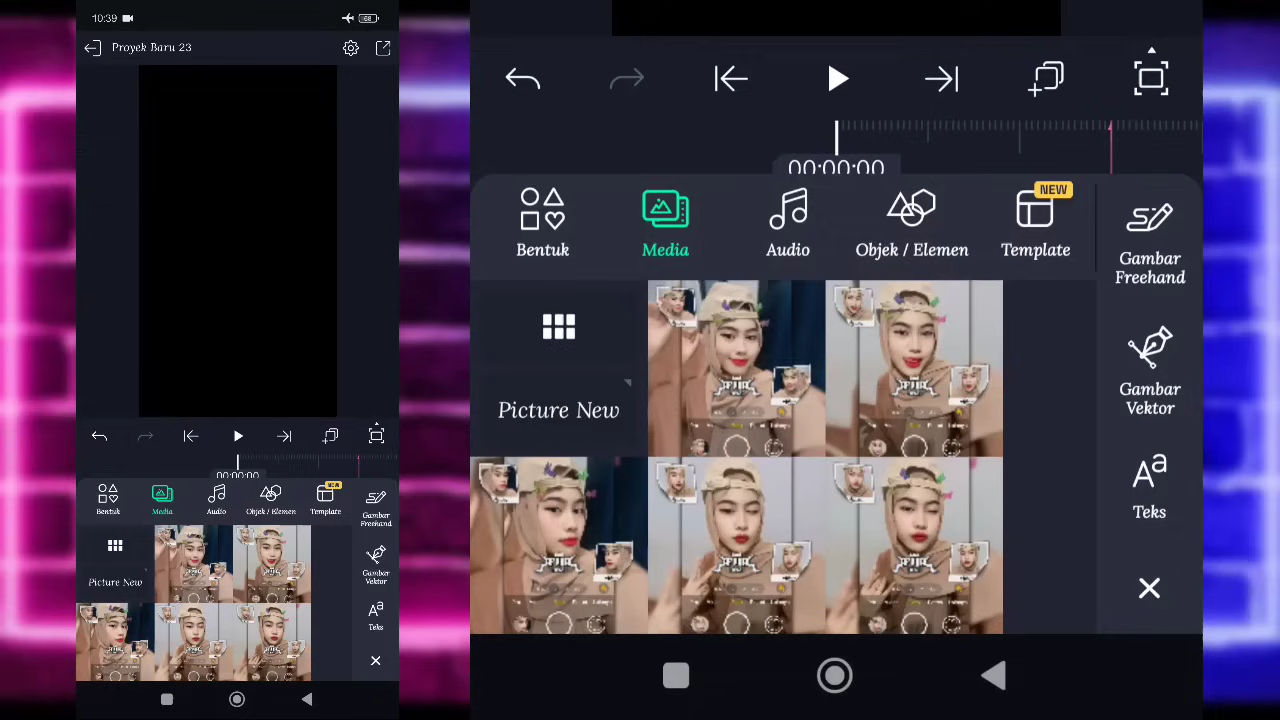 10:39
68
Proyek Baru 23
00:00:00
Bentuk
Media
Audio
Objek / Elemen
NEW
Template
Gambar
Freehand
Picture New
Gambar
Vektor
Teks
00:00:00
Bentuk
Media
Audio
Objek / Elemen
NEW
Template
Gambar
Freehand
Picture New
Gambar
Vektor
Teks